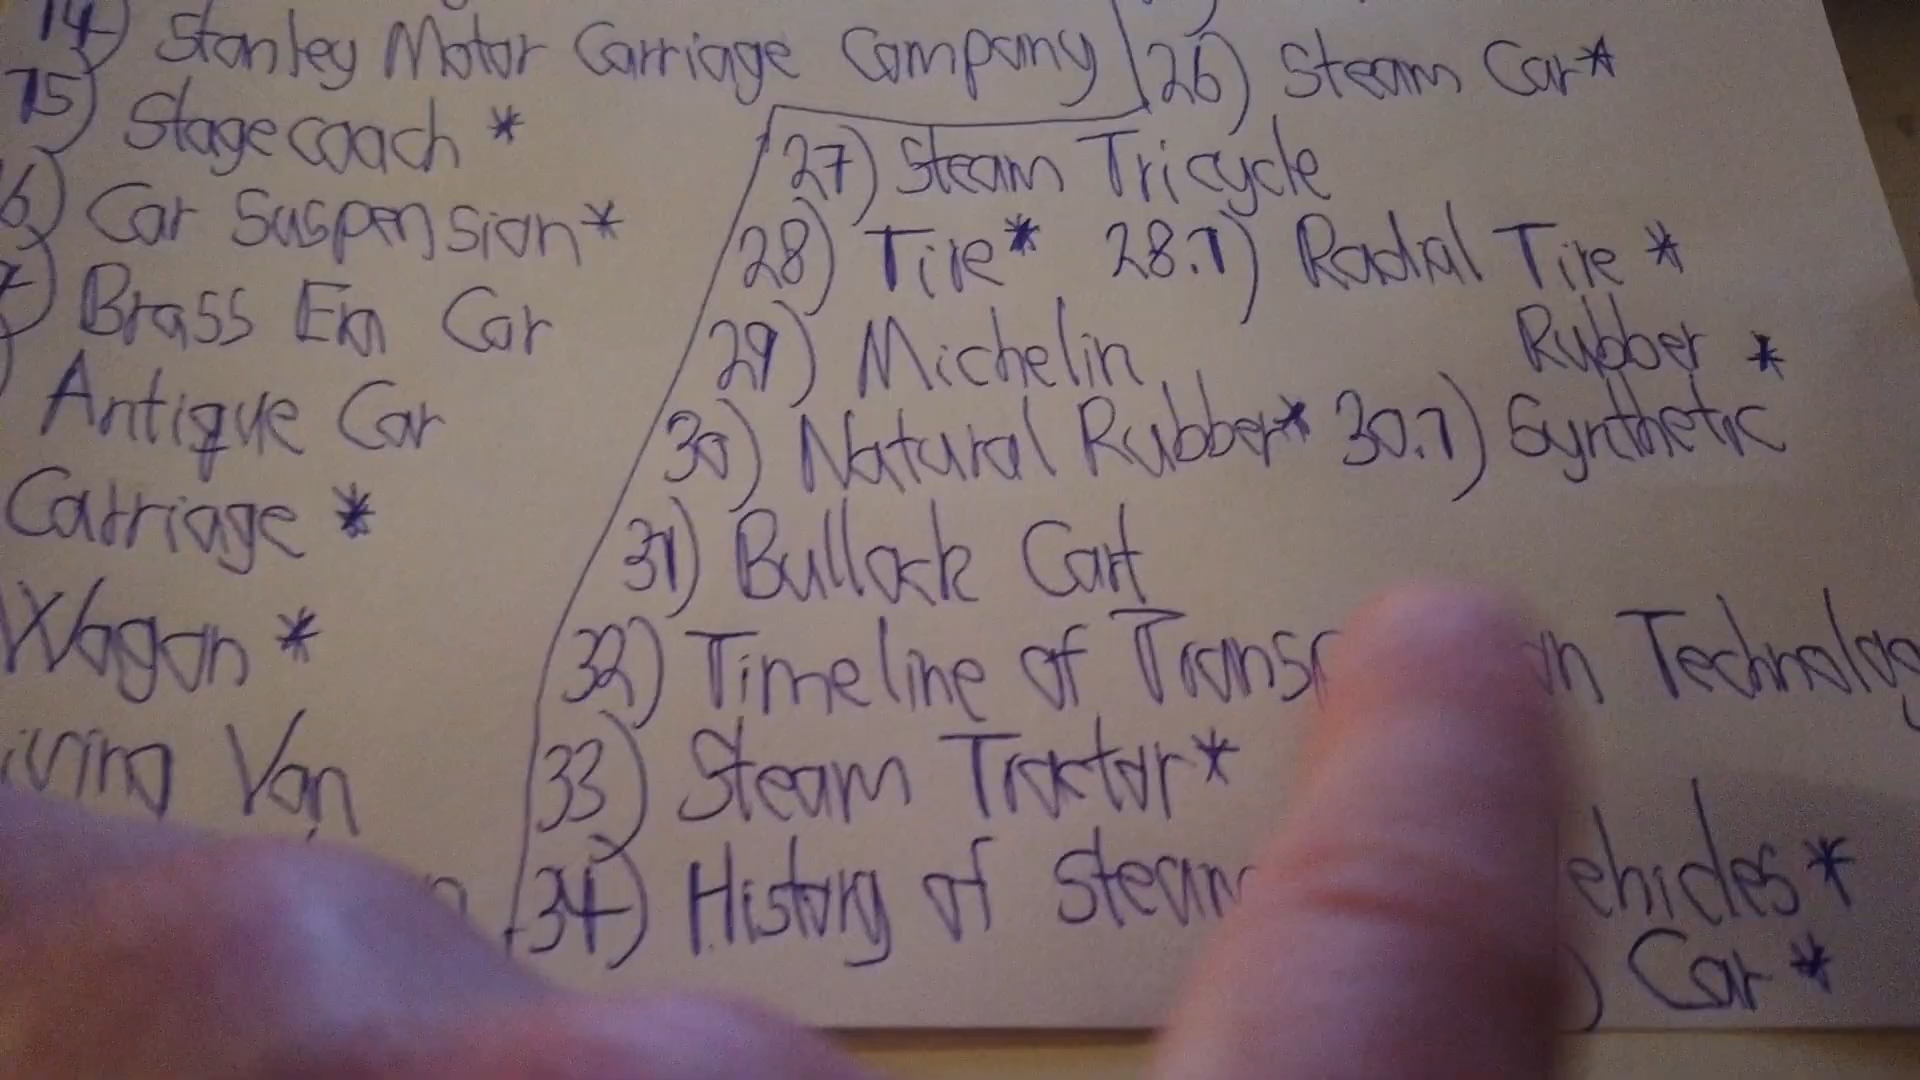 14) Stanley Motor Carriage Company
15) Stagecoach *
6) Car Suspension *
Brass Era Car
Antique Car
Carriage *
Wagon *
Van
26) Steam Car *
27) Steam Tricycle
28) Tire * 28.1) Radial Tire *
29) Michelin
Rubber *
30) Natural Rubber * 30.1) Synthetic
31) Bullock Cart
32) Timeline of Technolog
33) Steam Tractor *
34) History of Steam ehicles *
) Car *